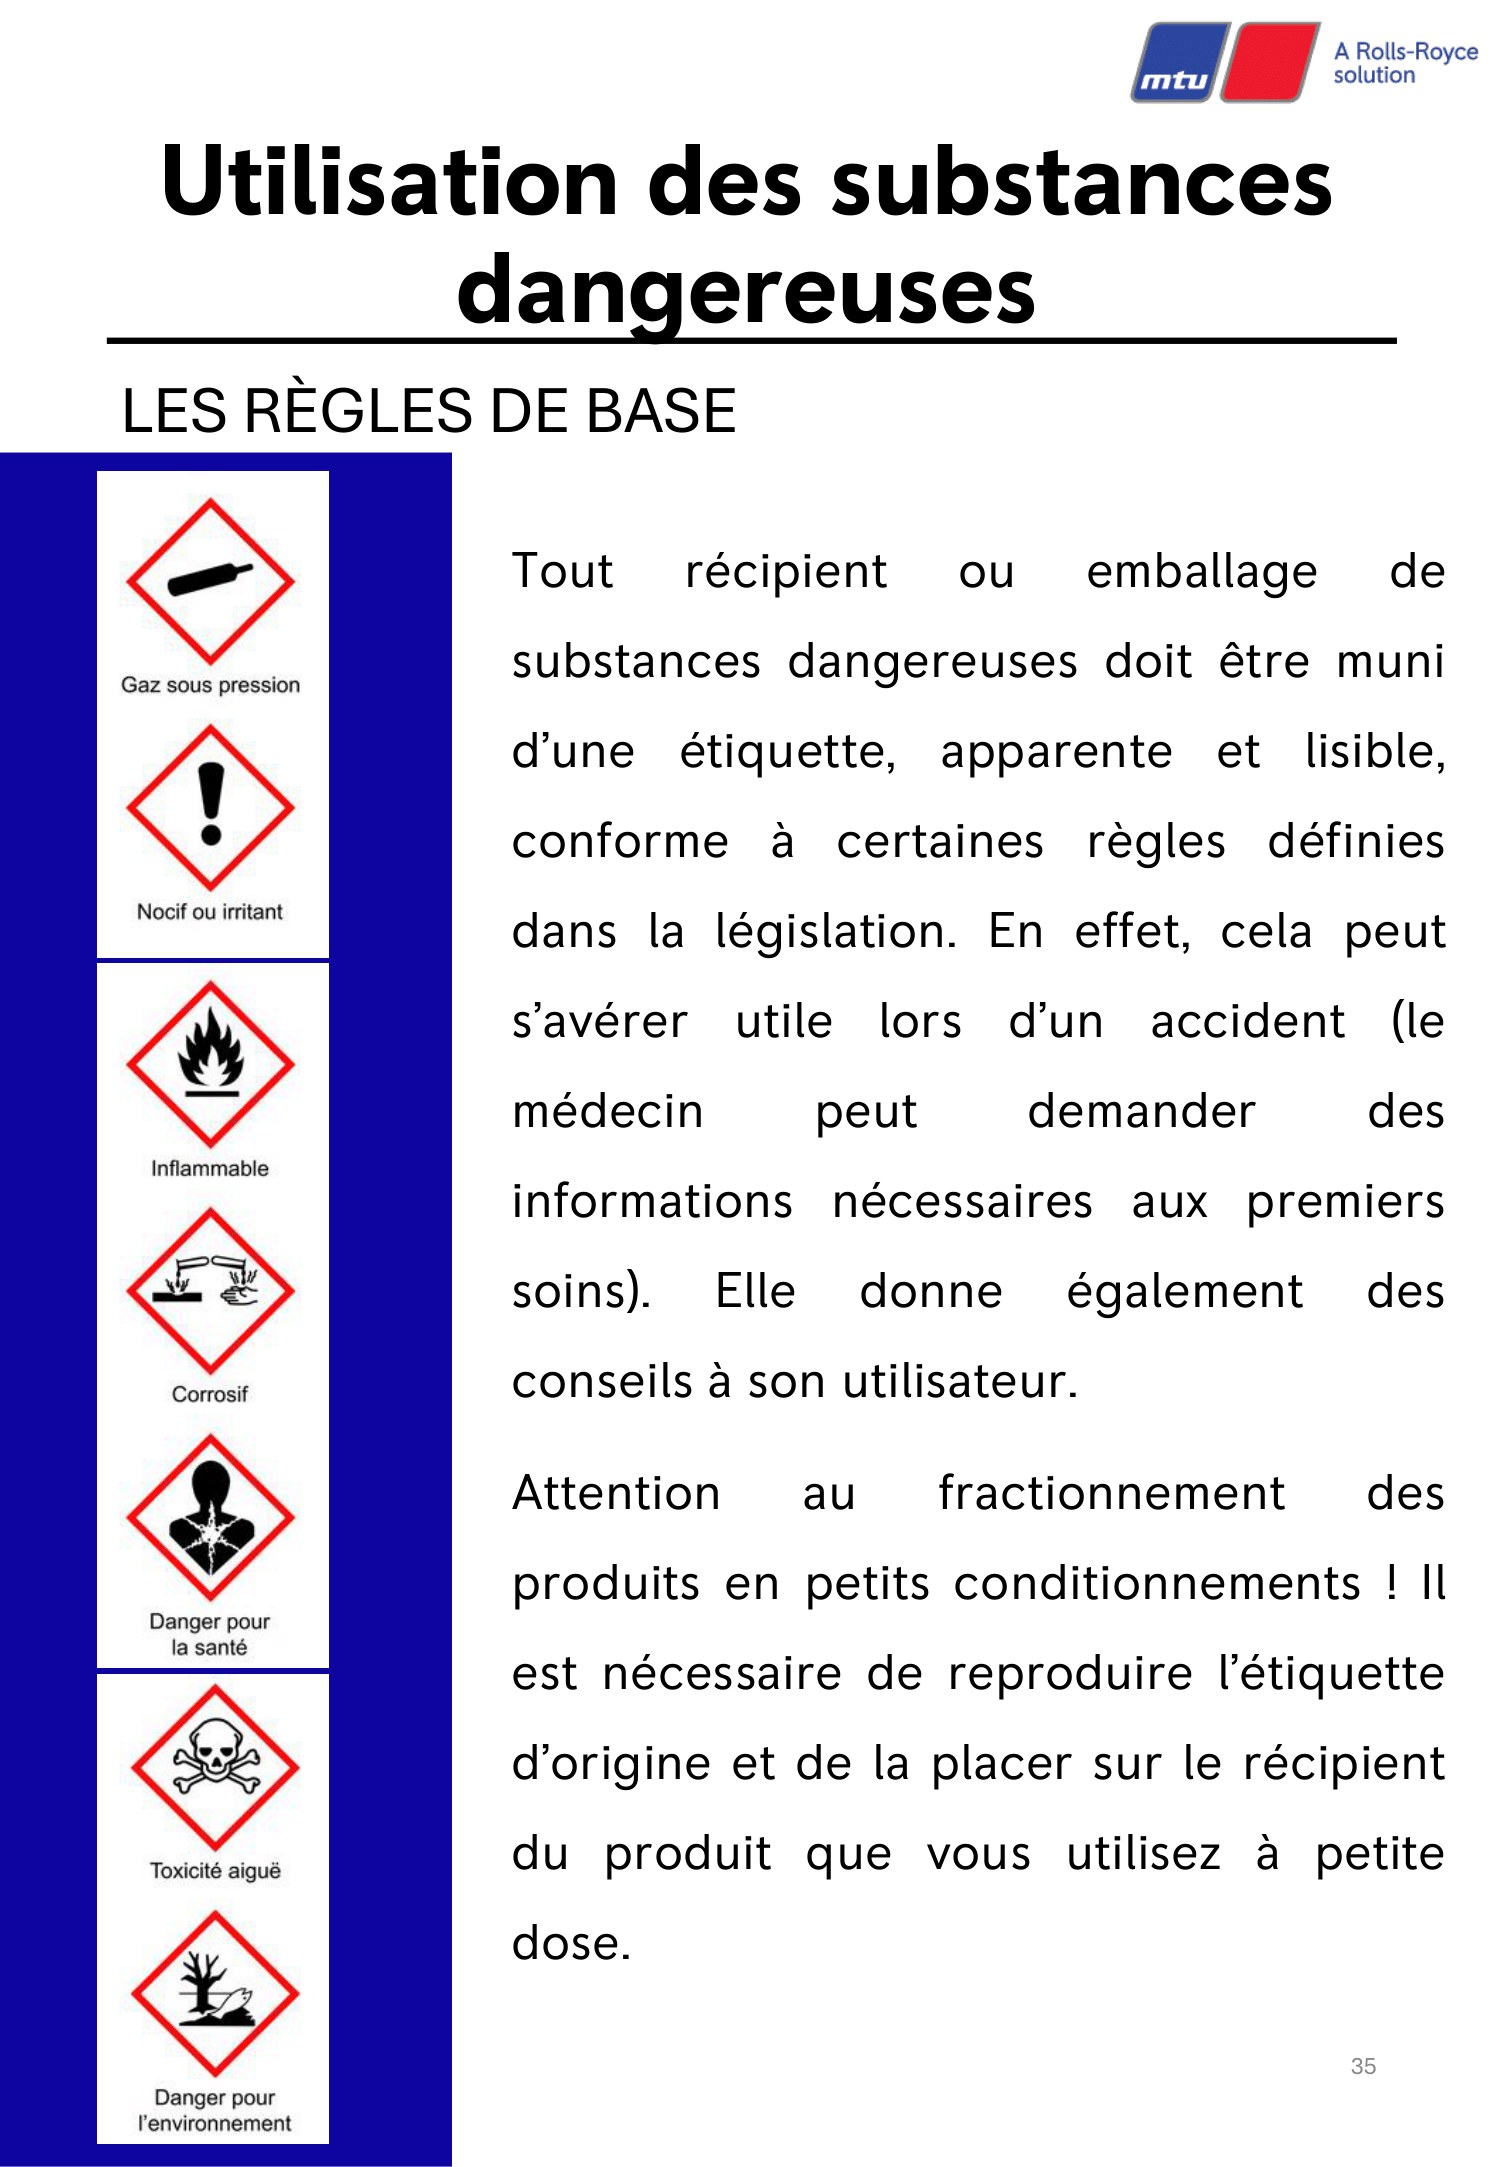 mtu
A Rolls-Royce
solution
Utilisation des substances
dangereuses
LES RÈGLES DE BASE
Gaz sous pression
Nocif ou irritant
Inflammable
Corrosif
Danger pour
la santé
Toxicité aiguë
Danger pour
l'environnement
Tout récipient ou emballage de
substances dangereuses doit être muni
d’une étiquette, apparente et lisible,
conforme à certaines règles définies
dans la législation. En effet, cela peut
s’avérer utile lors d’un accident (le
médecin peut demander des
informations nécessaires aux premiers
soins). Elle donne également des
conseils à son utilisateur.
Attention au fractionnement des
produits en petits conditionnements ! Il
est nécessaire de reproduire l’étiquette
d’origine et de la placer sur le récipient
du produit que vous utilisez à petite
dose.
35